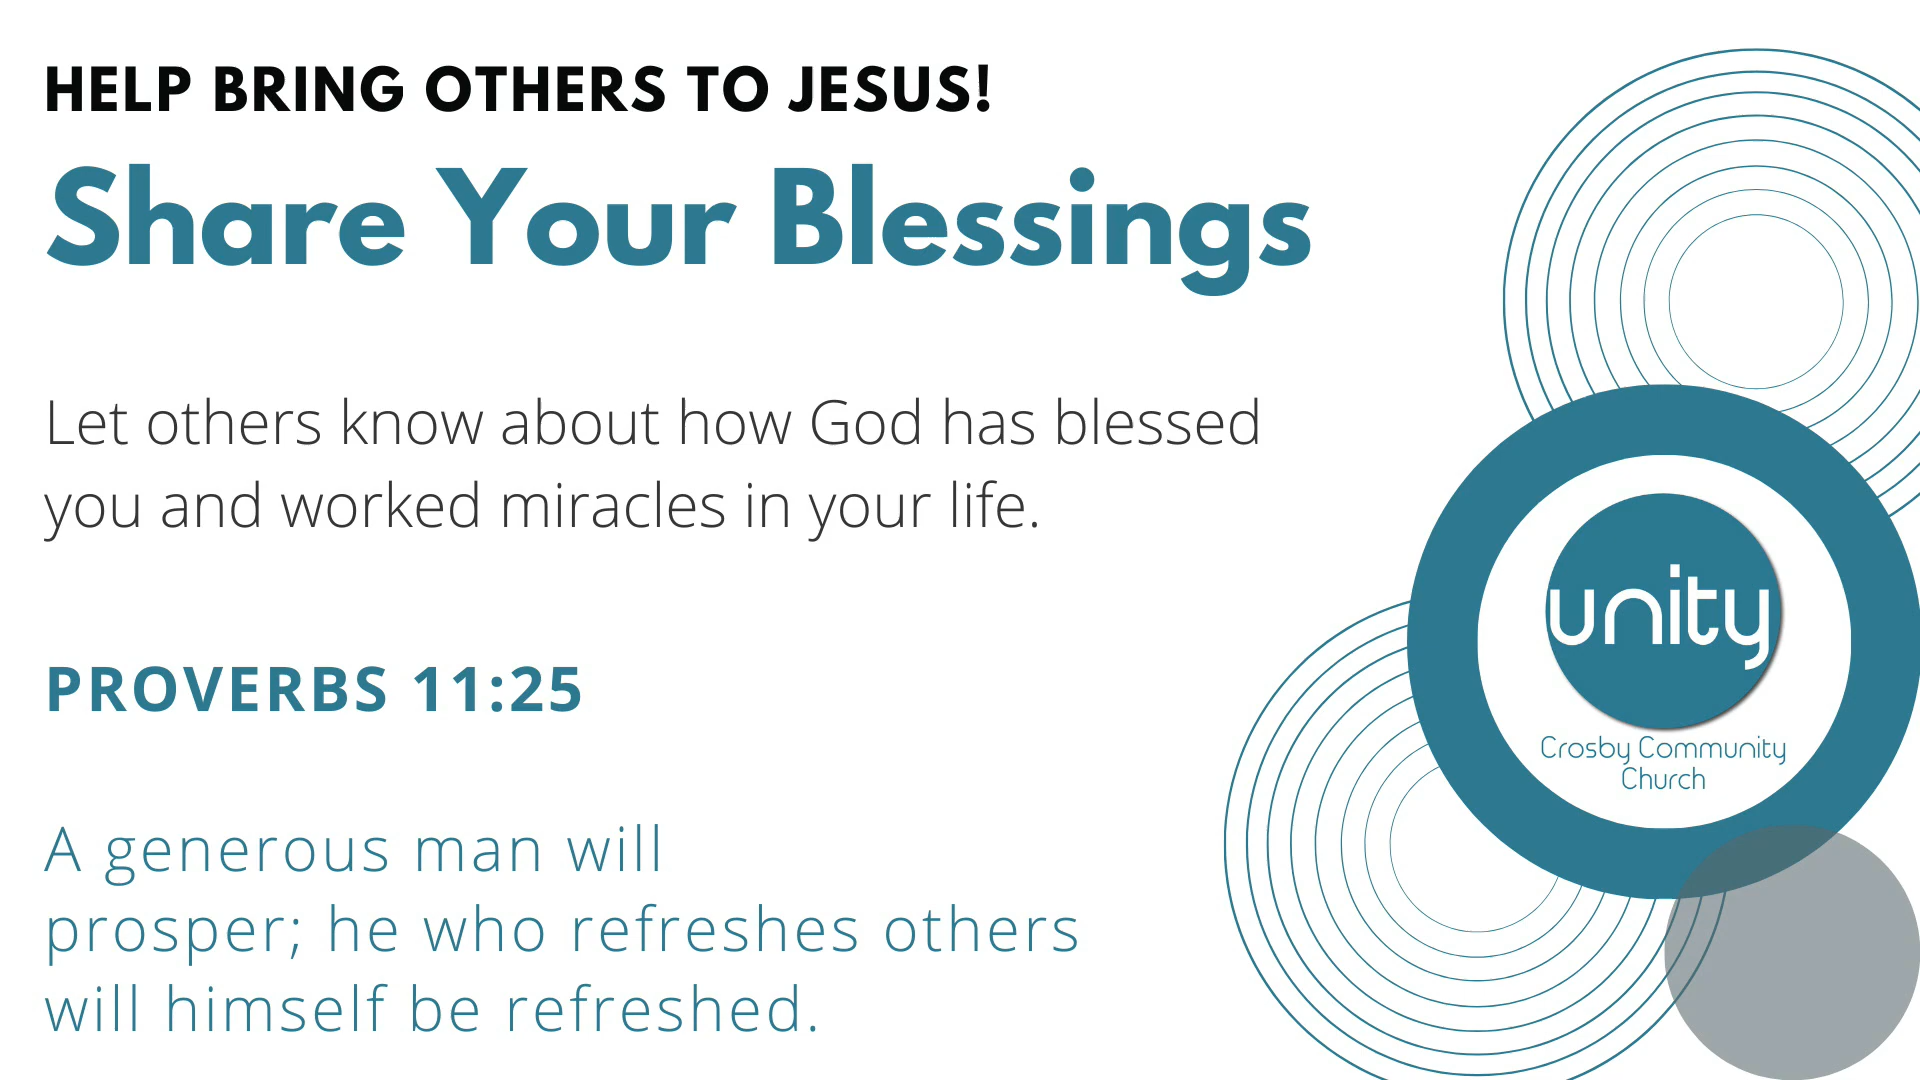 HELP BRING OTHERS TO JESUS!
Share Your Blessings
Let others know about how God has blessed
you and worked miracles in your life.
PROVERBS 11:25
A generous man will
prosper; he who refreshes others
will himself be refreshed.
unity
Crosby Community
Church